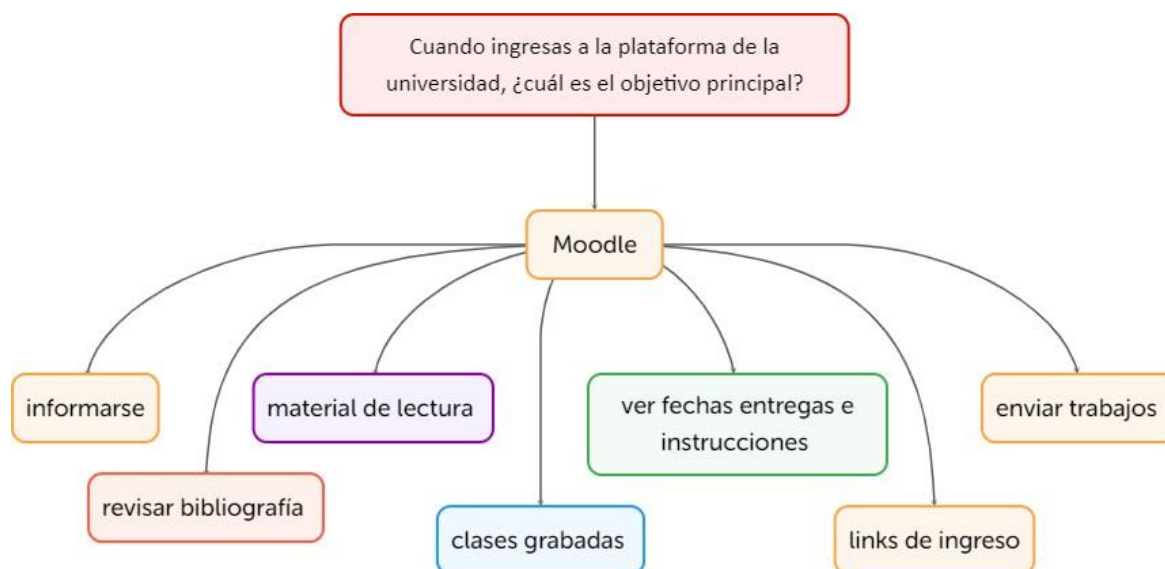 Cuando ingresas a la plataforma de la
universidad, ¿cuál es el objetivo principal?
Moodle
informarse
material de lectura
ver fechas entregas e
instrucciones
enviar trabajos
revisar bibliografía
clases grabadas
links de ingreso